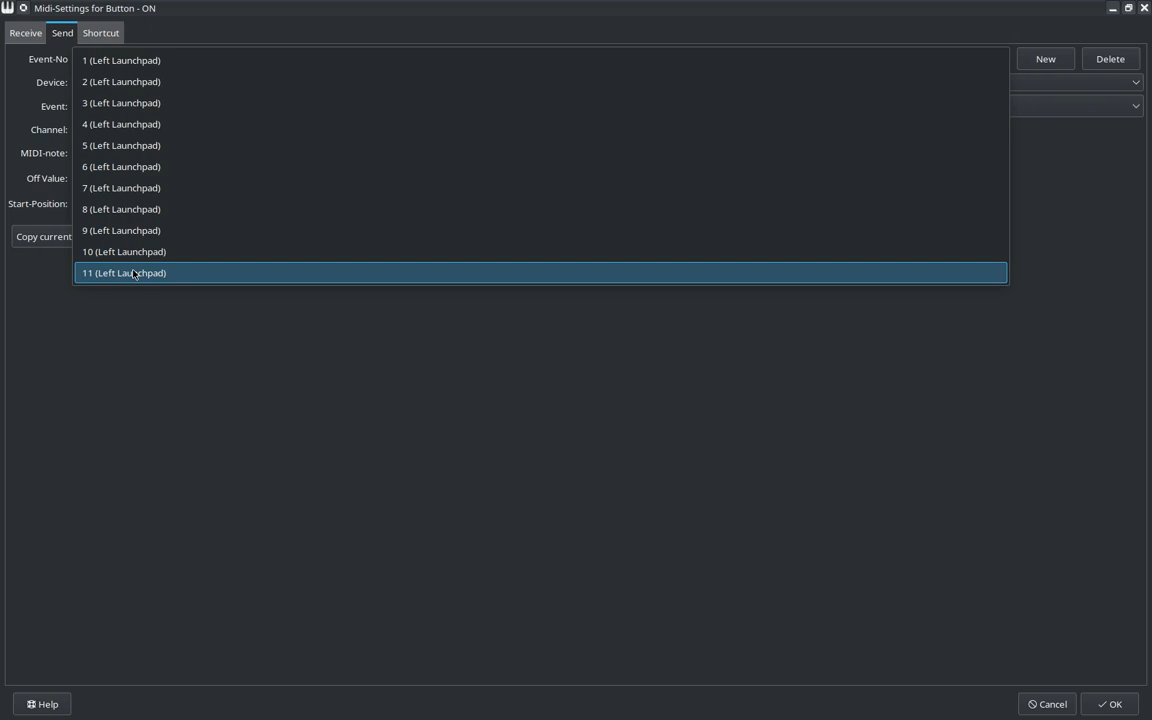 Midi-Settings for Button - ON
Receive Send Shortcut
Event-No
1 (Left Launchpad)
New Delete
Device:
2 (Left Launchpad)
Event:
3 (Left Launchpad)
Channel:
4 (Left Launchpad)
MIDI-note:
5 (Left Launchpad)
6 (Left Launchpad)
Off Value:
7 (Left Launchpad)
Start-Position:
8 (Left Launchpad)
Copy current
9 (Left Launchpad)
10 (Left Launchpad)
11 (Left Launchpad)
Help Cancel OK